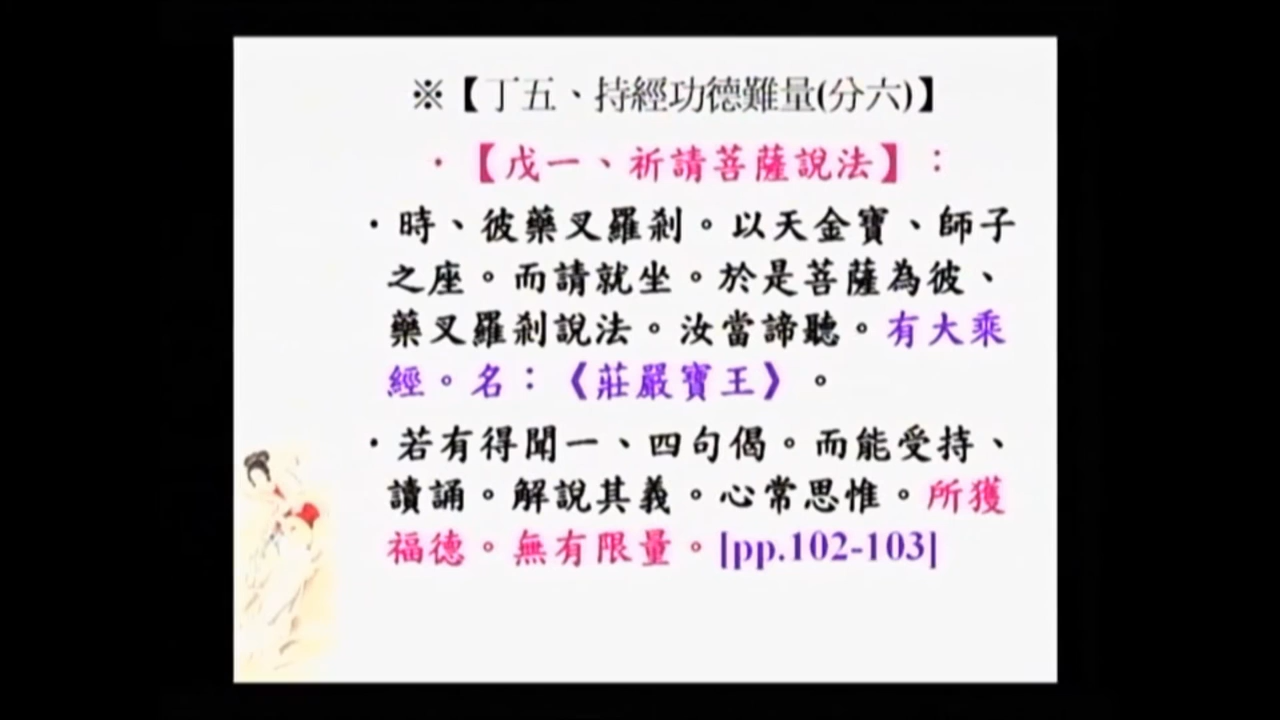 ※【丁五、持經功德難量(分六)】
・【戊一、祈請菩薩說法】：
・時、彼藥叉羅剎。以天金寶、師子
之座。而請就坐。於是菩薩為彼、
藥叉羅剎說法。汝當諦聽。有大乘
經。名：《莊嚴寶王》。
・若有得聞一、四句偈。而能受持、
讀誦。解說其義。心常思惟。所獲
福德。無有限量。[pp.102-103]